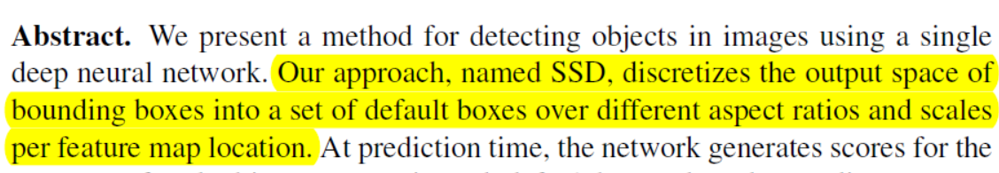 Abstract. We present a method for detecting objects in images using a single
deep neural network. Our approach, named SSD, discretizes the output space of
bounding boxes into a set of default boxes over different aspect ratios and scales
per feature map location. At prediction time, the network generates scores for the